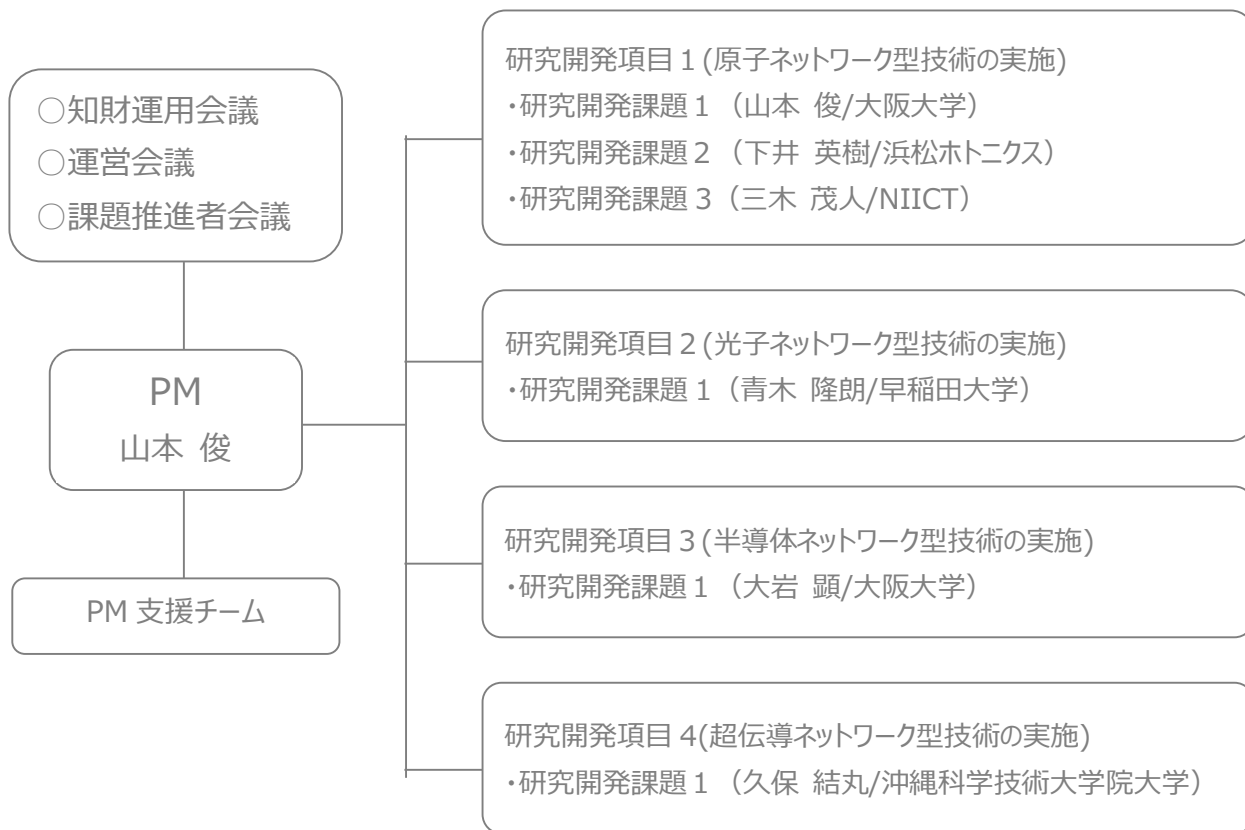 ○知財運用会議
○運営会議
○課題推進者会議
PM
山本 俊
PM 支援チーム
研究開発項目1(原子ネットワーク型技術の実施)
・研究開発課題1（山本 俊/大阪大学）
・研究開発課題2（下井 英樹/浜松ホトニクス）
・研究開発課題3（三木 茂人/NIICT）
研究開発項目2(光子ネットワーク型技術の実施)
・研究開発課題1（青木 隆朗/早稲田大学）
研究開発項目3(半導体ネットワーク型技術の実施)
・研究開発課題1（大岩 顕/大阪大学）
研究開発項目4(超伝導ネットワーク型技術の実施)
・研究開発課題1（久保 結丸/沖縄科学技術大学院大学）